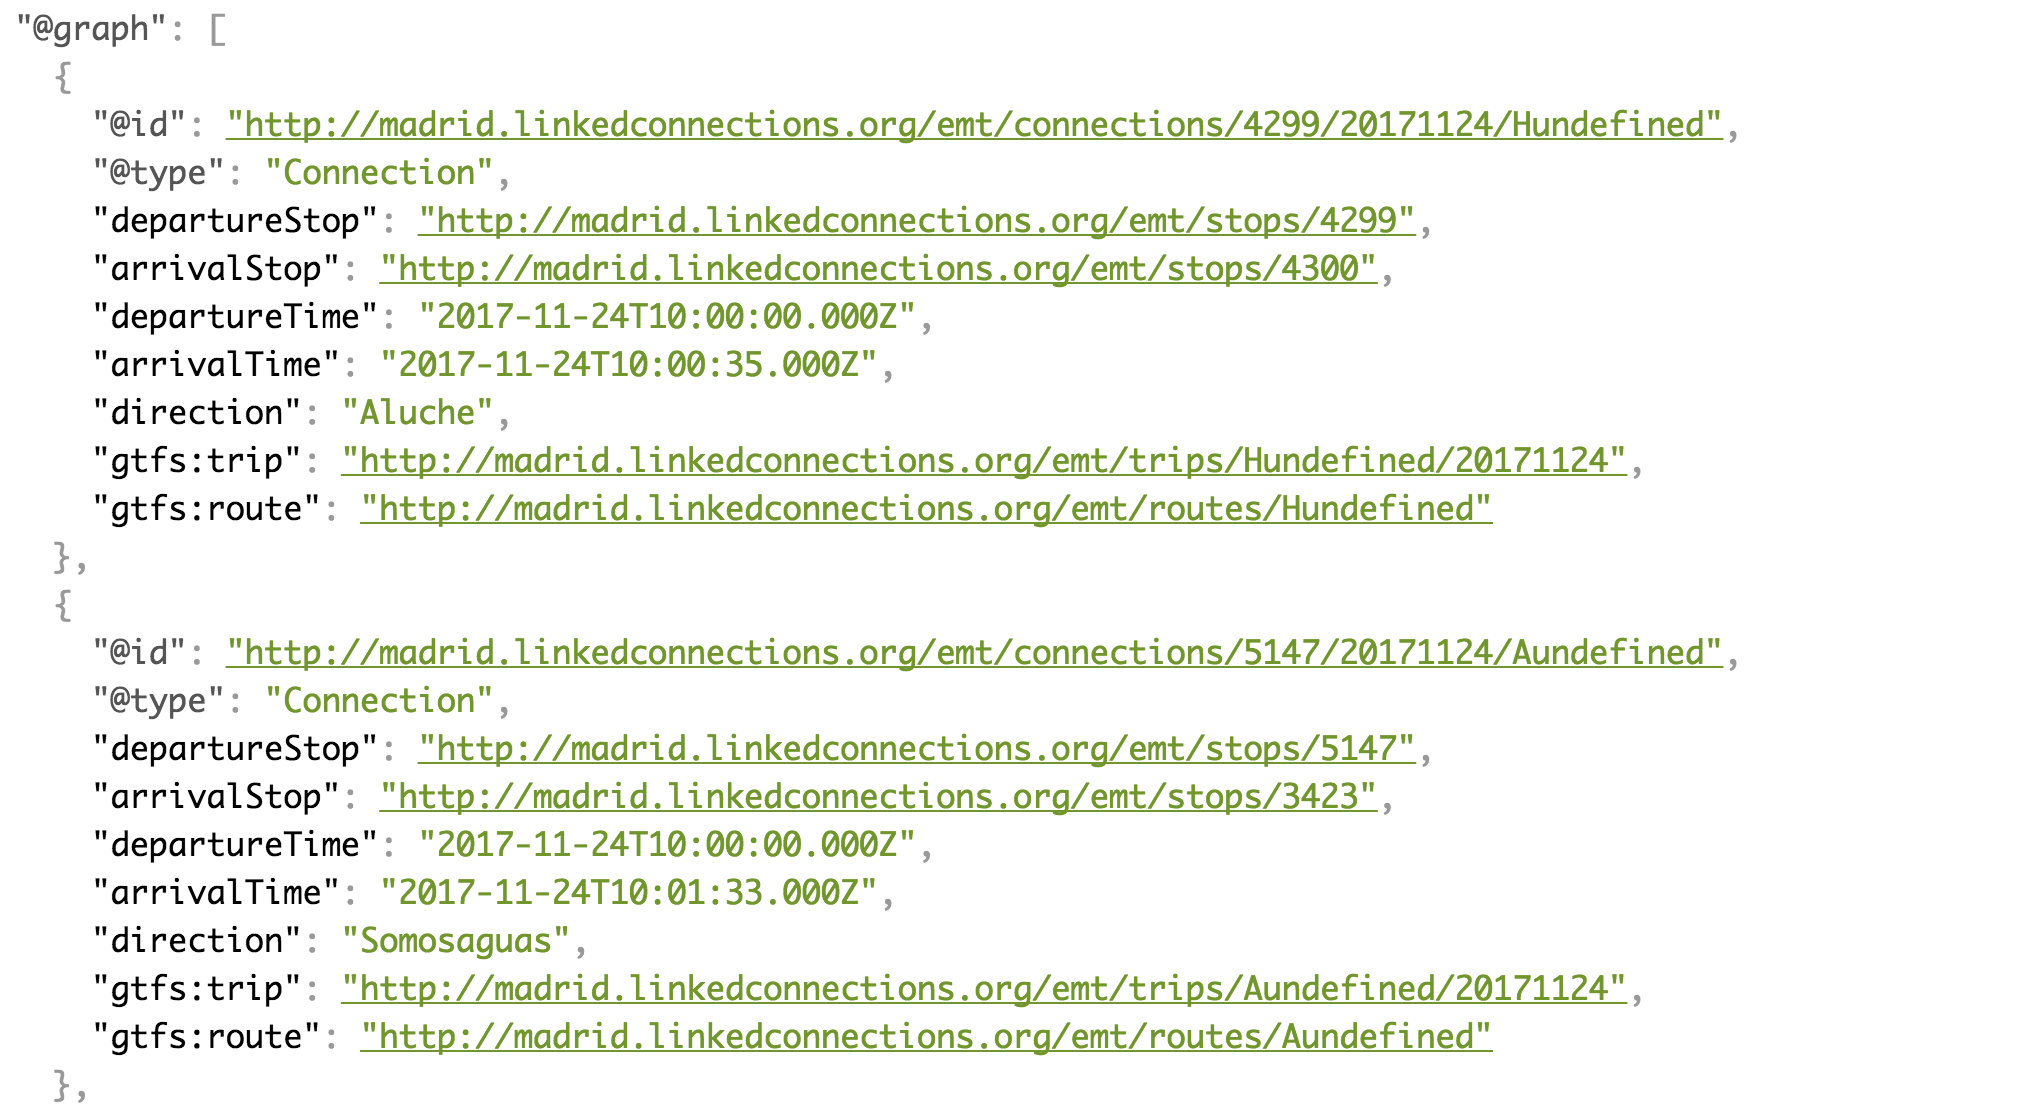 "@graph": [
{
"@id": "http://madrid.linkedconnections.org/emt/connections/4299/20171124/Hundefined",
"@type": "Connection",
"departureStop": "http://madrid.linkedconnections.org/emt/stops/4299",
"arrivalStop": "http://madrid.linkedconnections.org/emt/stops/4300",
"departureTime": "2017-11-24T10:00:00.000Z",
"arrivalTime": "2017-11-24T10:00:35.000Z",
"direction": "Aluche",
"gtfs:trip": "http://madrid.linkedconnections.org/emt/trips/Hundefined/20171124",
"gtfs:route": "http://madrid.linkedconnections.org/emt/routes/Hundefined"
},
{
"@id": "http://madrid.linkedconnections.org/emt/connections/5147/20171124/Aundefined",
"@type": "Connection",
"departureStop": "http://madrid.linkedconnections.org/emt/stops/5147",
"arrivalStop": "http://madrid.linkedconnections.org/emt/stops/3423",
"departureTime": "2017-11-24T10:00:00.000Z",
"arrivalTime": "2017-11-24T10:01:33.000Z",
"direction": "Somosaguas",
"gtfs:trip": "http://madrid.linkedconnections.org/emt/trips/Aundefined/20171124",
"gtfs:route": "http://madrid.linkedconnections.org/emt/routes/Aundefined"
},